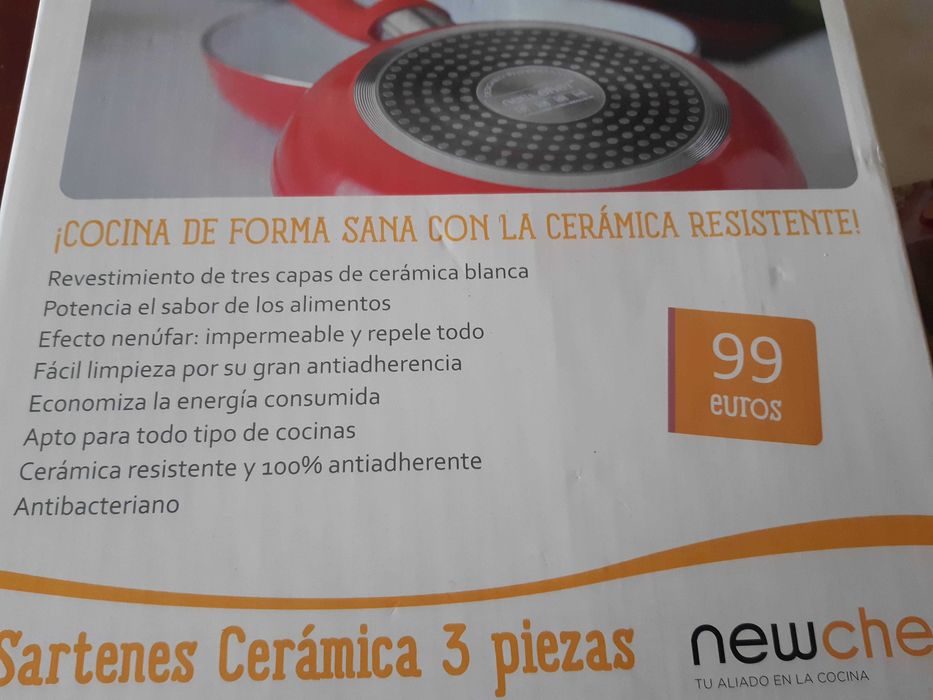 ¡COCINA DE FORMA SANA CON LA CERÁMICA RESISTENTE!
Revestimiento de tres capas de cerámica blanca
Potencia el sabor de los alimentos
Efecto nenúfar: impermeable y repele todo
Fácil limpieza por su gran antiadherencia
Economiza la energía consumida
Apto para todo tipo de cocinas
Cerámica resistente y 100% antiadherente
Antibacteriano
99
euros
Sartenes Cerámica 3 piezas
newche
TU ALIADO EN LA COCINA